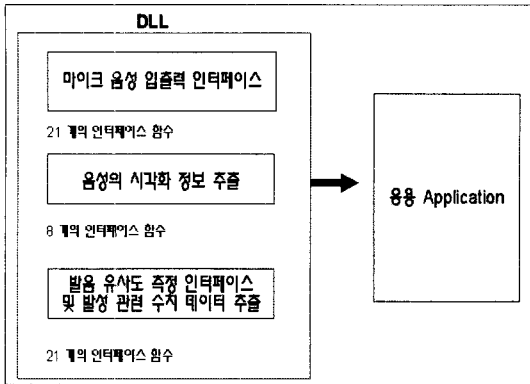 DLL
마이크 음성 입출력 인터페이스
21 개의 인터페이스 함수
음성의 시각화 정보 추출
8 개의 인터페이스 함수
발음 유사도 측정 인터페이스
및 발성 관련 수치 데이터 추출
21 개의 인터페이스 함수
응용 Application